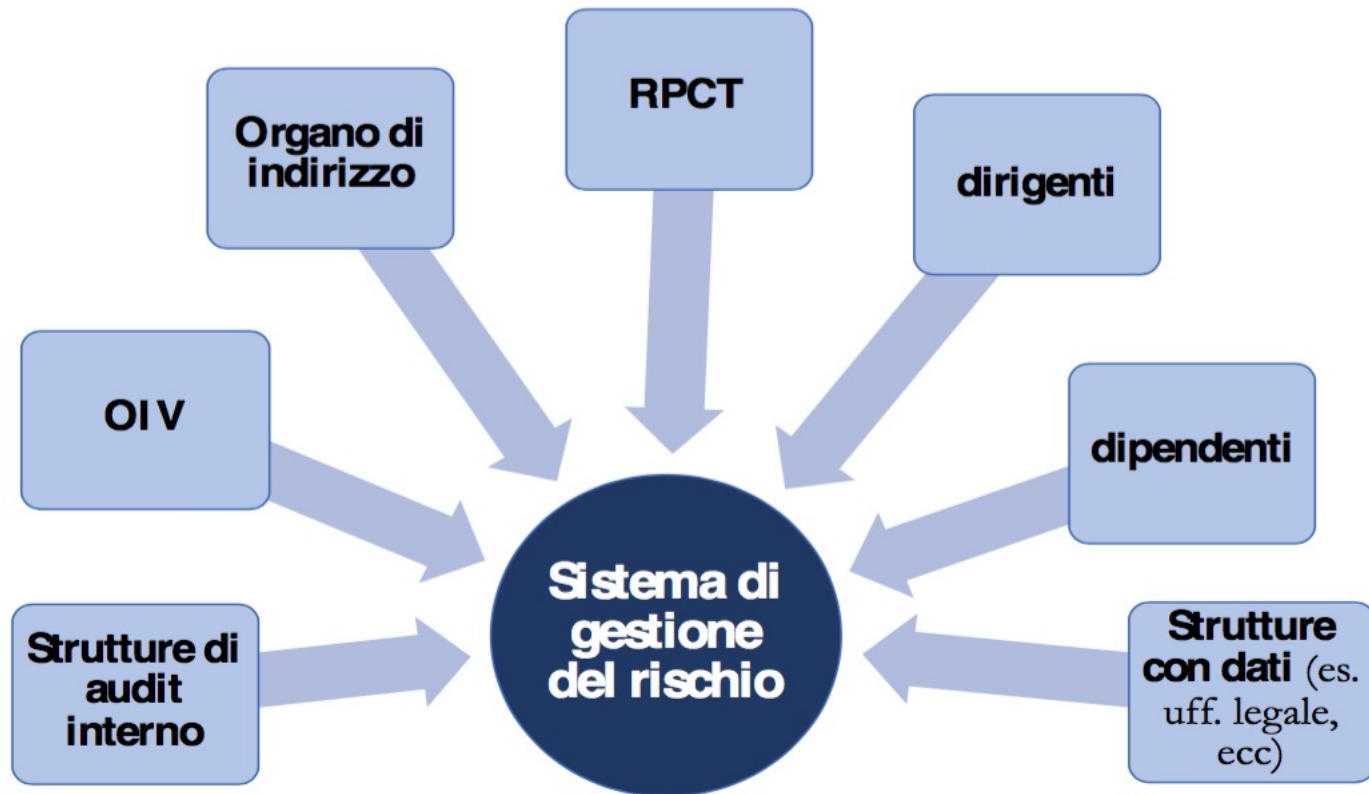 RPCT
Organo di
indirizzo
dirigenti
OIV
dipendenti
Sistema di
gestione
del rischio
Strutture di
audit
interno
Strutture
con dati (es.
uff. legale,
ecc)